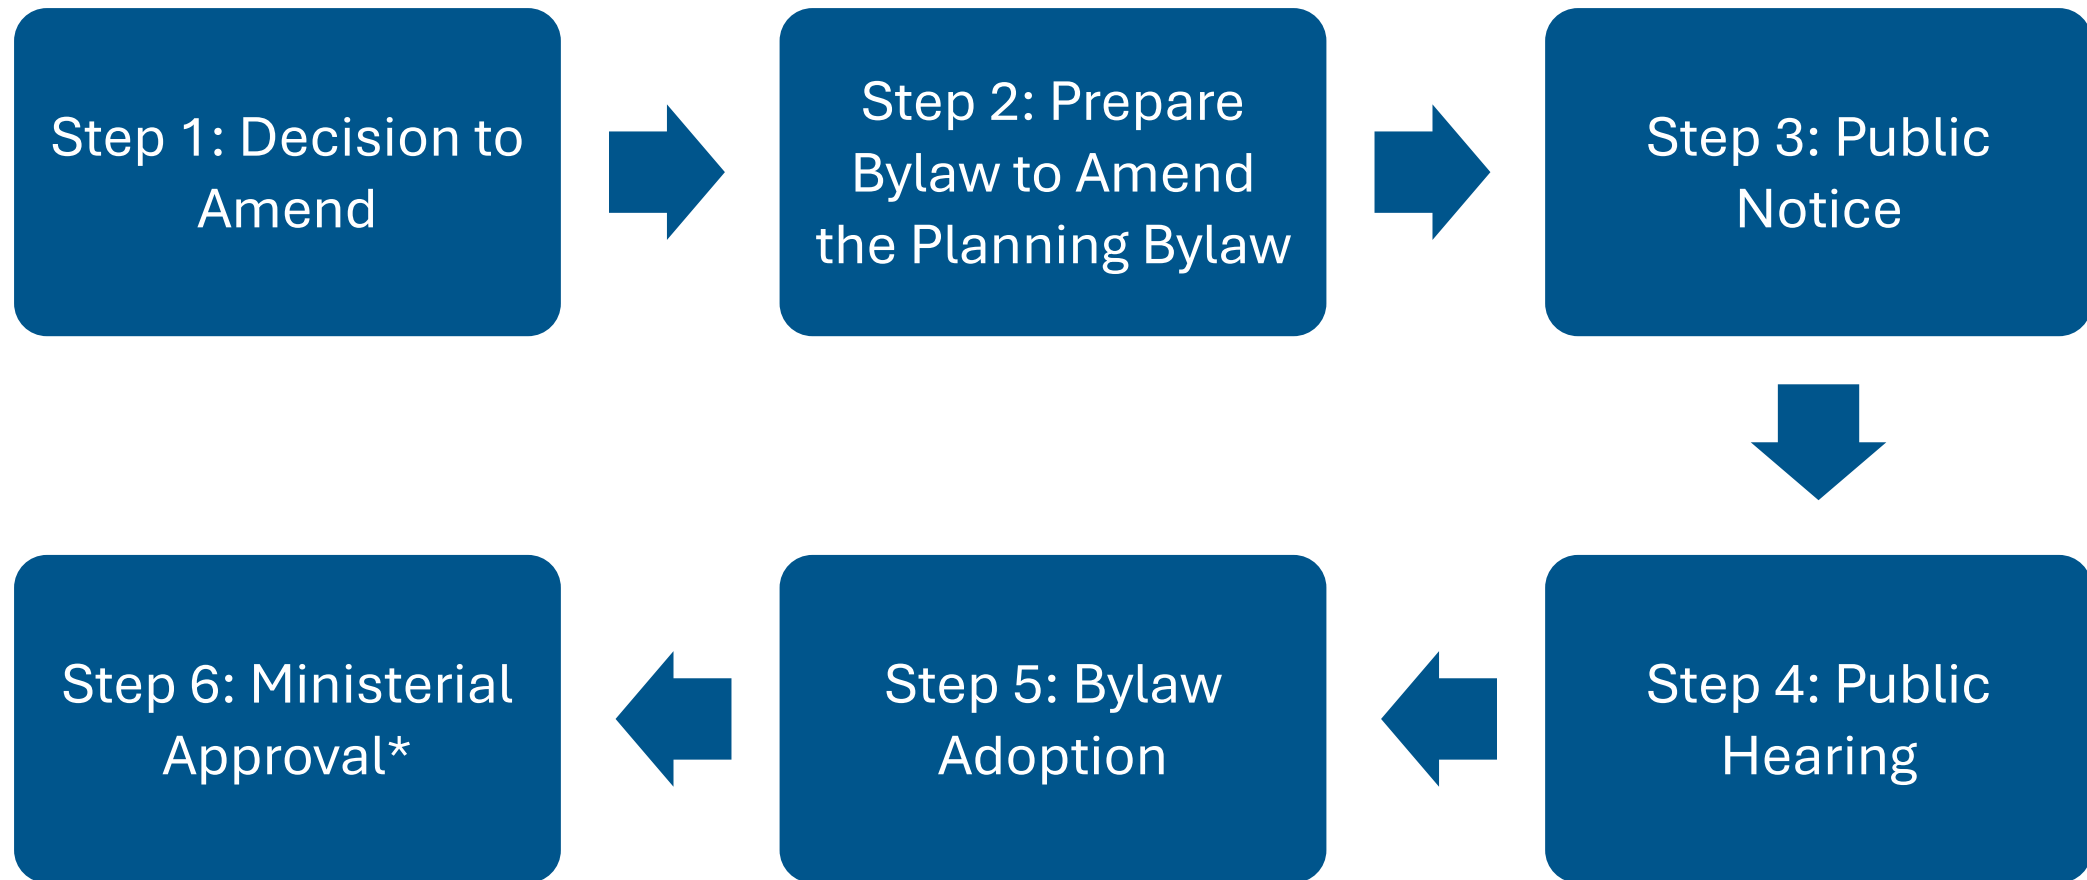 Step 1: Decision to
Amend
Step 2: Prepare
Bylaw to Amend
the Planning Bylaw
Step 3: Public
Notice
Step 4: Public
Hearing
Step 5: Bylaw
Adoption
Step 6: Ministerial
Approval*